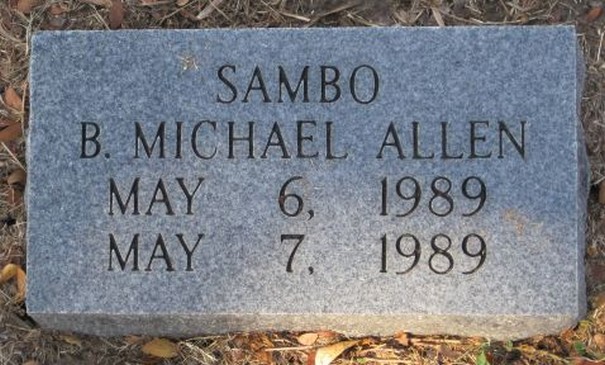 SAMBO
B. MICHAEL ALLEN
MAY 6, 1989
MAY 7, 1989